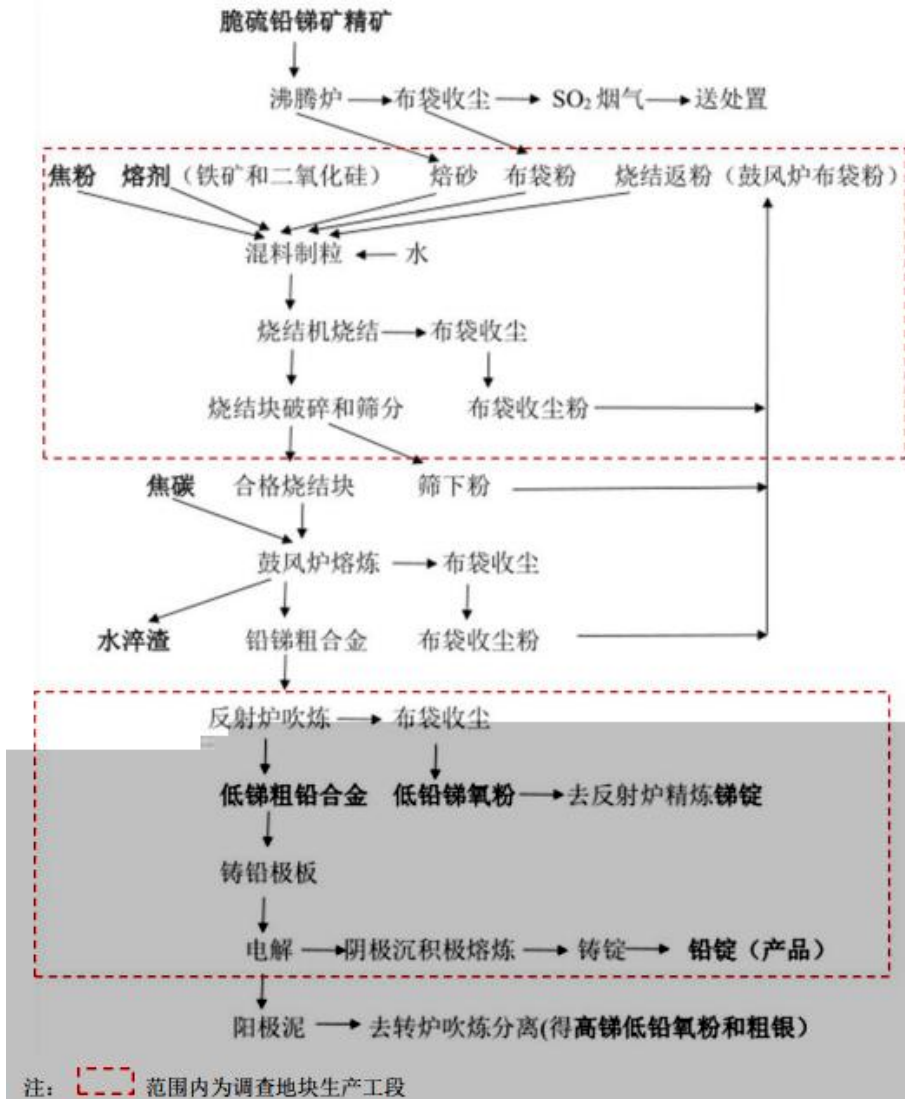 脆硫铅锑矿精矿
沸腾炉 布袋收尘 SO₂烟气 送处置
焦粉 熔剂（铁矿和二氧化硅） 焙砂 布袋粉 烧结返粉（鼓风炉布袋粉）
混料制粒 水
烧结机烧结 布袋收尘
烧结块破碎和筛分 布袋收尘粉
焦碳 合格烧结块 筛下粉
鼓风炉熔炼 布袋收尘
水淬渣 铅锑粗合金 布袋收尘粉
反射炉吹炼 布袋收尘
低锑粗铅合金 低铅锑氧粉 去反射炉精炼锑锭
铸铅极板
电解 阴极沉积极熔炼 铸锭 铅锭（产品）
阳极泥 去转炉吹炼分离(得高锑低铅氧粉和粗银）
注： 范围内为调查地块生产工段